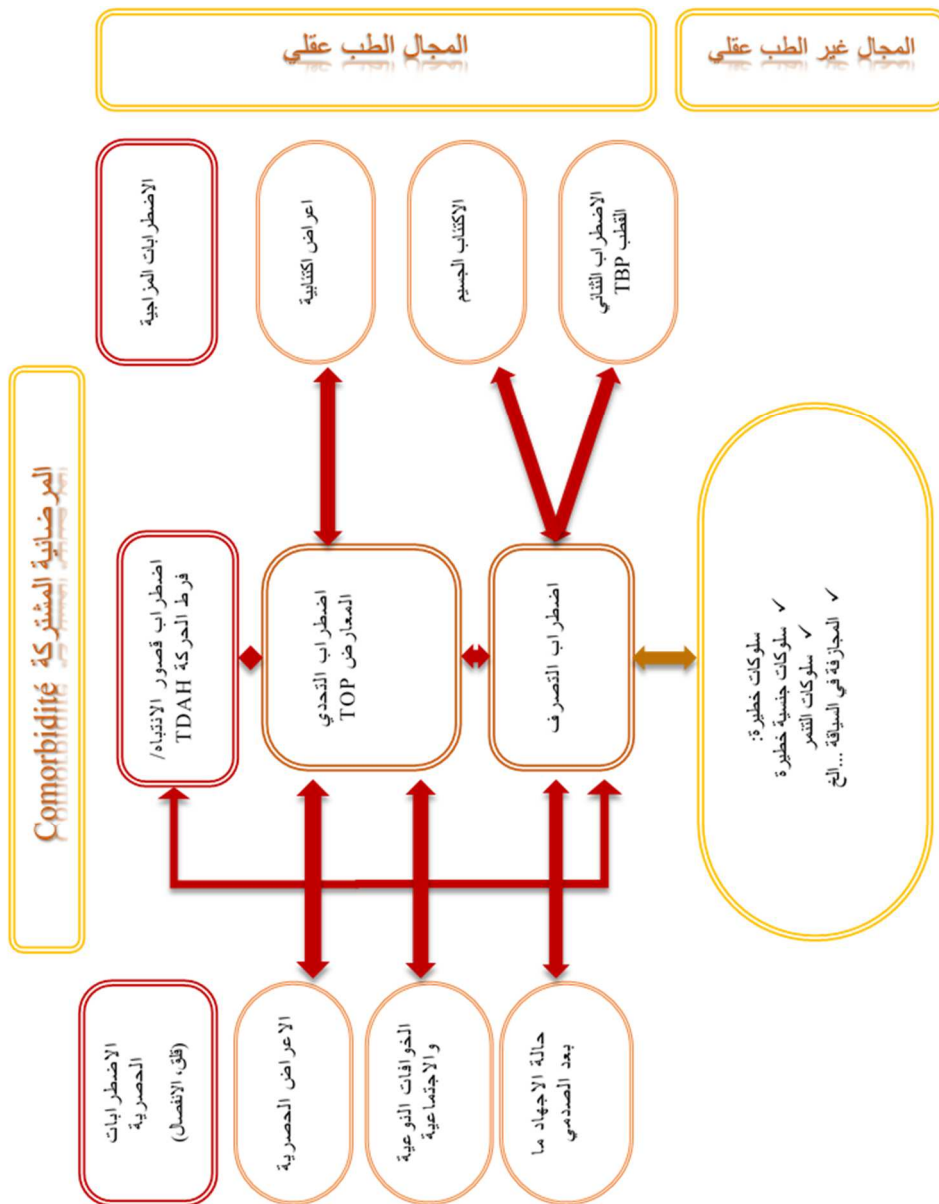 المرضانية المشتركة Comorbidité
المجال الطب عقلي
المجال غير الطب عقلي
الاضطرابات المزاجية
اضطراب قصور الانتباه/
فرط الحركة TDAH
الاضطرابات
الحصرية
(قلق، الانفصال)
اعراض اكتئابية
اضطراب التحدي
المعارض TOP
الاعراض الحصرية
الاكتئاب الجسيم
الخوافات النوعية
والاجتماعية
الاضطراب الثنائي
القطب TBP
اضطراب التصرف
حالة الاجهاد ما
بعد الصدمي
سلوكات خطيرة:
✓ سلوكات جنسية خطيرة
✓ سلوكات التنمر
✓ المجازفة في السياقة ...الخ